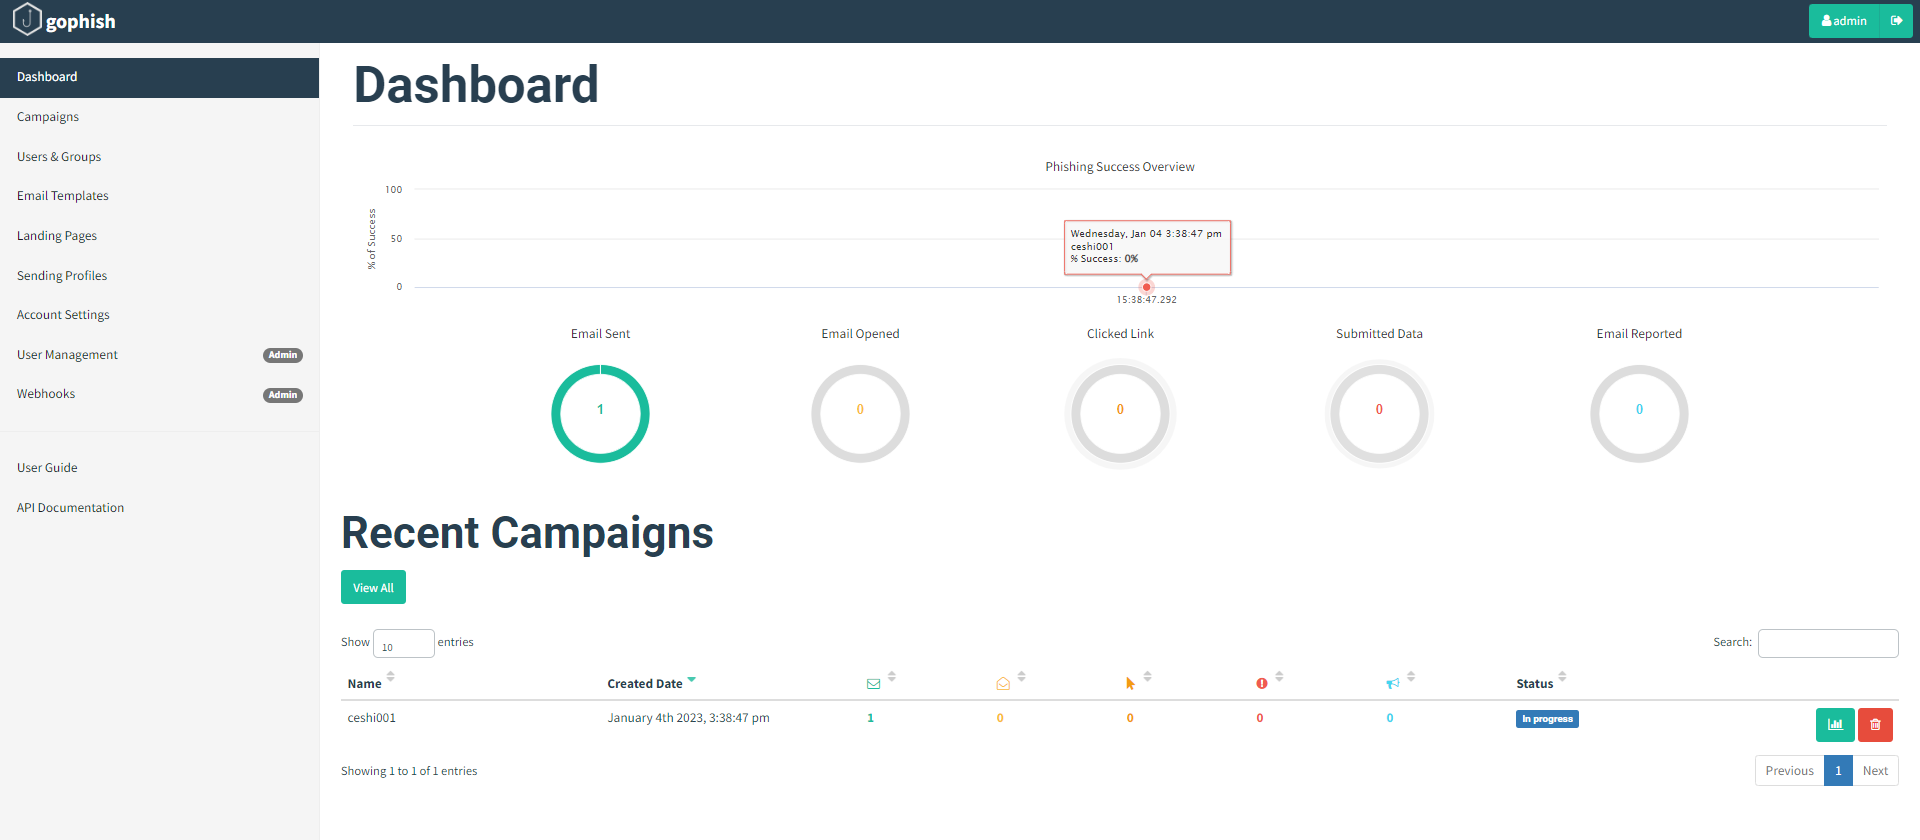 gophish
admin
Dashboard
Campaigns
Users & Groups
Email Templates
Landing Pages
Sending Profiles
Account Settings
User Management Admin
Webhooks Admin
User Guide
API Documentation
Dashboard
Phishing Success Overview
% of Success
100
50
0
Wednesday, Jan 04 3:38:47 pm
ceshi001
% Success: 0%
15:38:47.292
Email Sent Email Opened Clicked Link Submitted Data Email Reported
1 0 0 0 0
Recent Campaigns
View All
Show 10 entries Search:
Name Created Date Status
ceshi001 January 4th 2023, 3:38:47 pm 1 0 0 0 0 In progress
Showing 1 to 1 of 1 entries Previous 1 Next